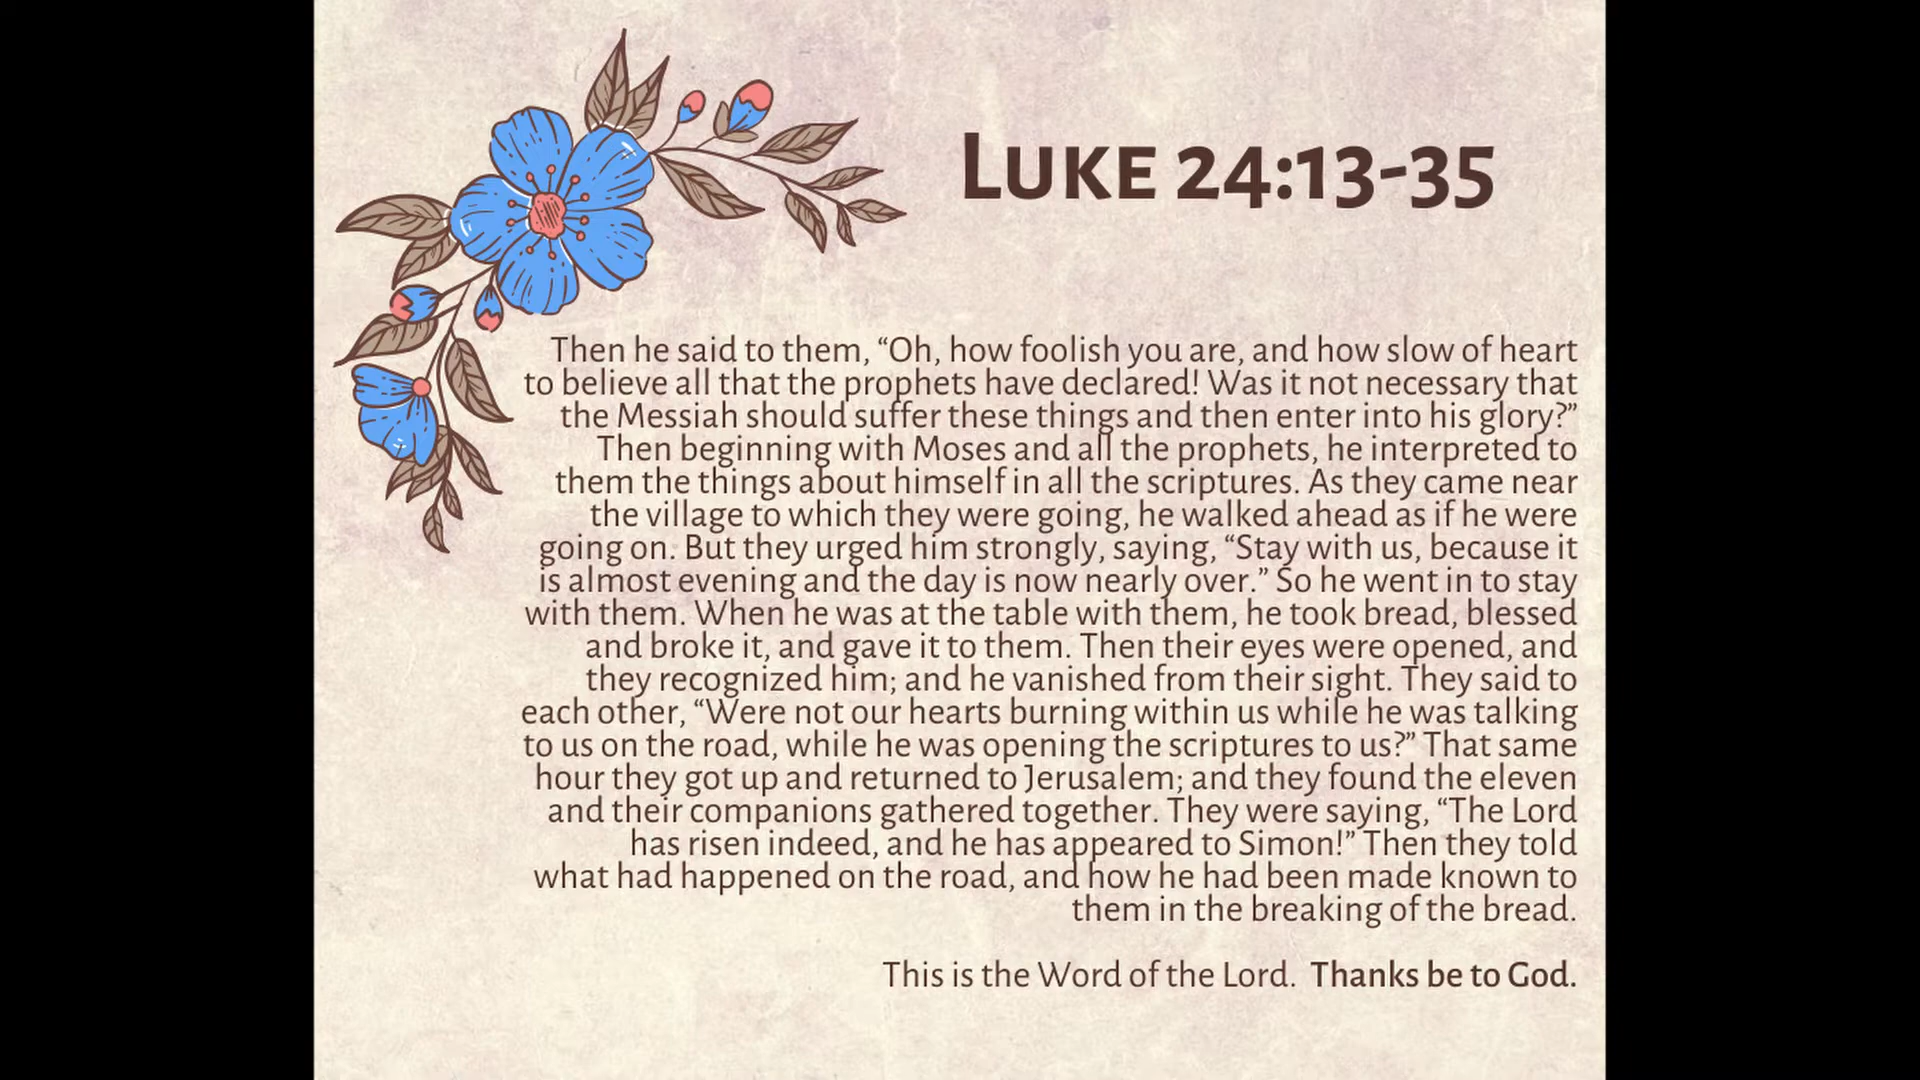 Luke 24:13-35
Then he said to them, “Oh, how foolish you are, and how slow of heart
to believe all that the prophets have declared! Was it not necessary that
the Messiah should suffer these things and then enter into his glory?”
Then beginning with Moses and all the prophets, he interpreted to
them the things about himself in all the scriptures. As they came near
the village to which they were going, he walked ahead as if he were
going on. But they urged him strongly, saying, “Stay with us, because it
is almost evening and the day is now nearly over.” So he went in to stay
with them. When he was at the table with them, he took bread, blessed
and broke it, and gave it to them. Then their eyes were opened, and
they recognized him; and he vanished from their sight. They said to
each other, “Were not our hearts burning within us while he was talking
to us on the road, while he was opening the scriptures to us?” That same
hour they got up and returned to Jerusalem; and they found the eleven
and their companions gathered together. They were saying, “The Lord
has risen indeed, and he has appeared to Simon!” Then they told
what had happened on the road, and how he had been made known to
them in the breaking of the bread.
This is the Word of the Lord. Thanks be to God.